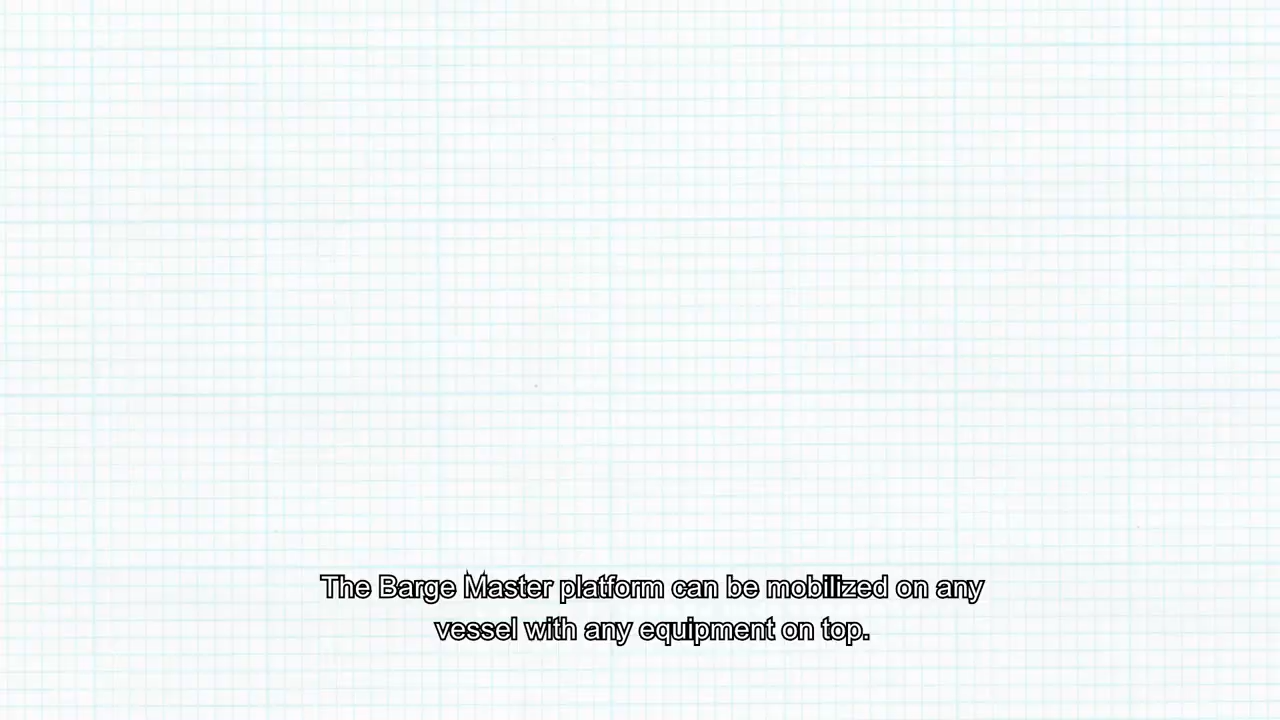 The Barge Master platform can be mobilized on any
vessel with any equipment on top.